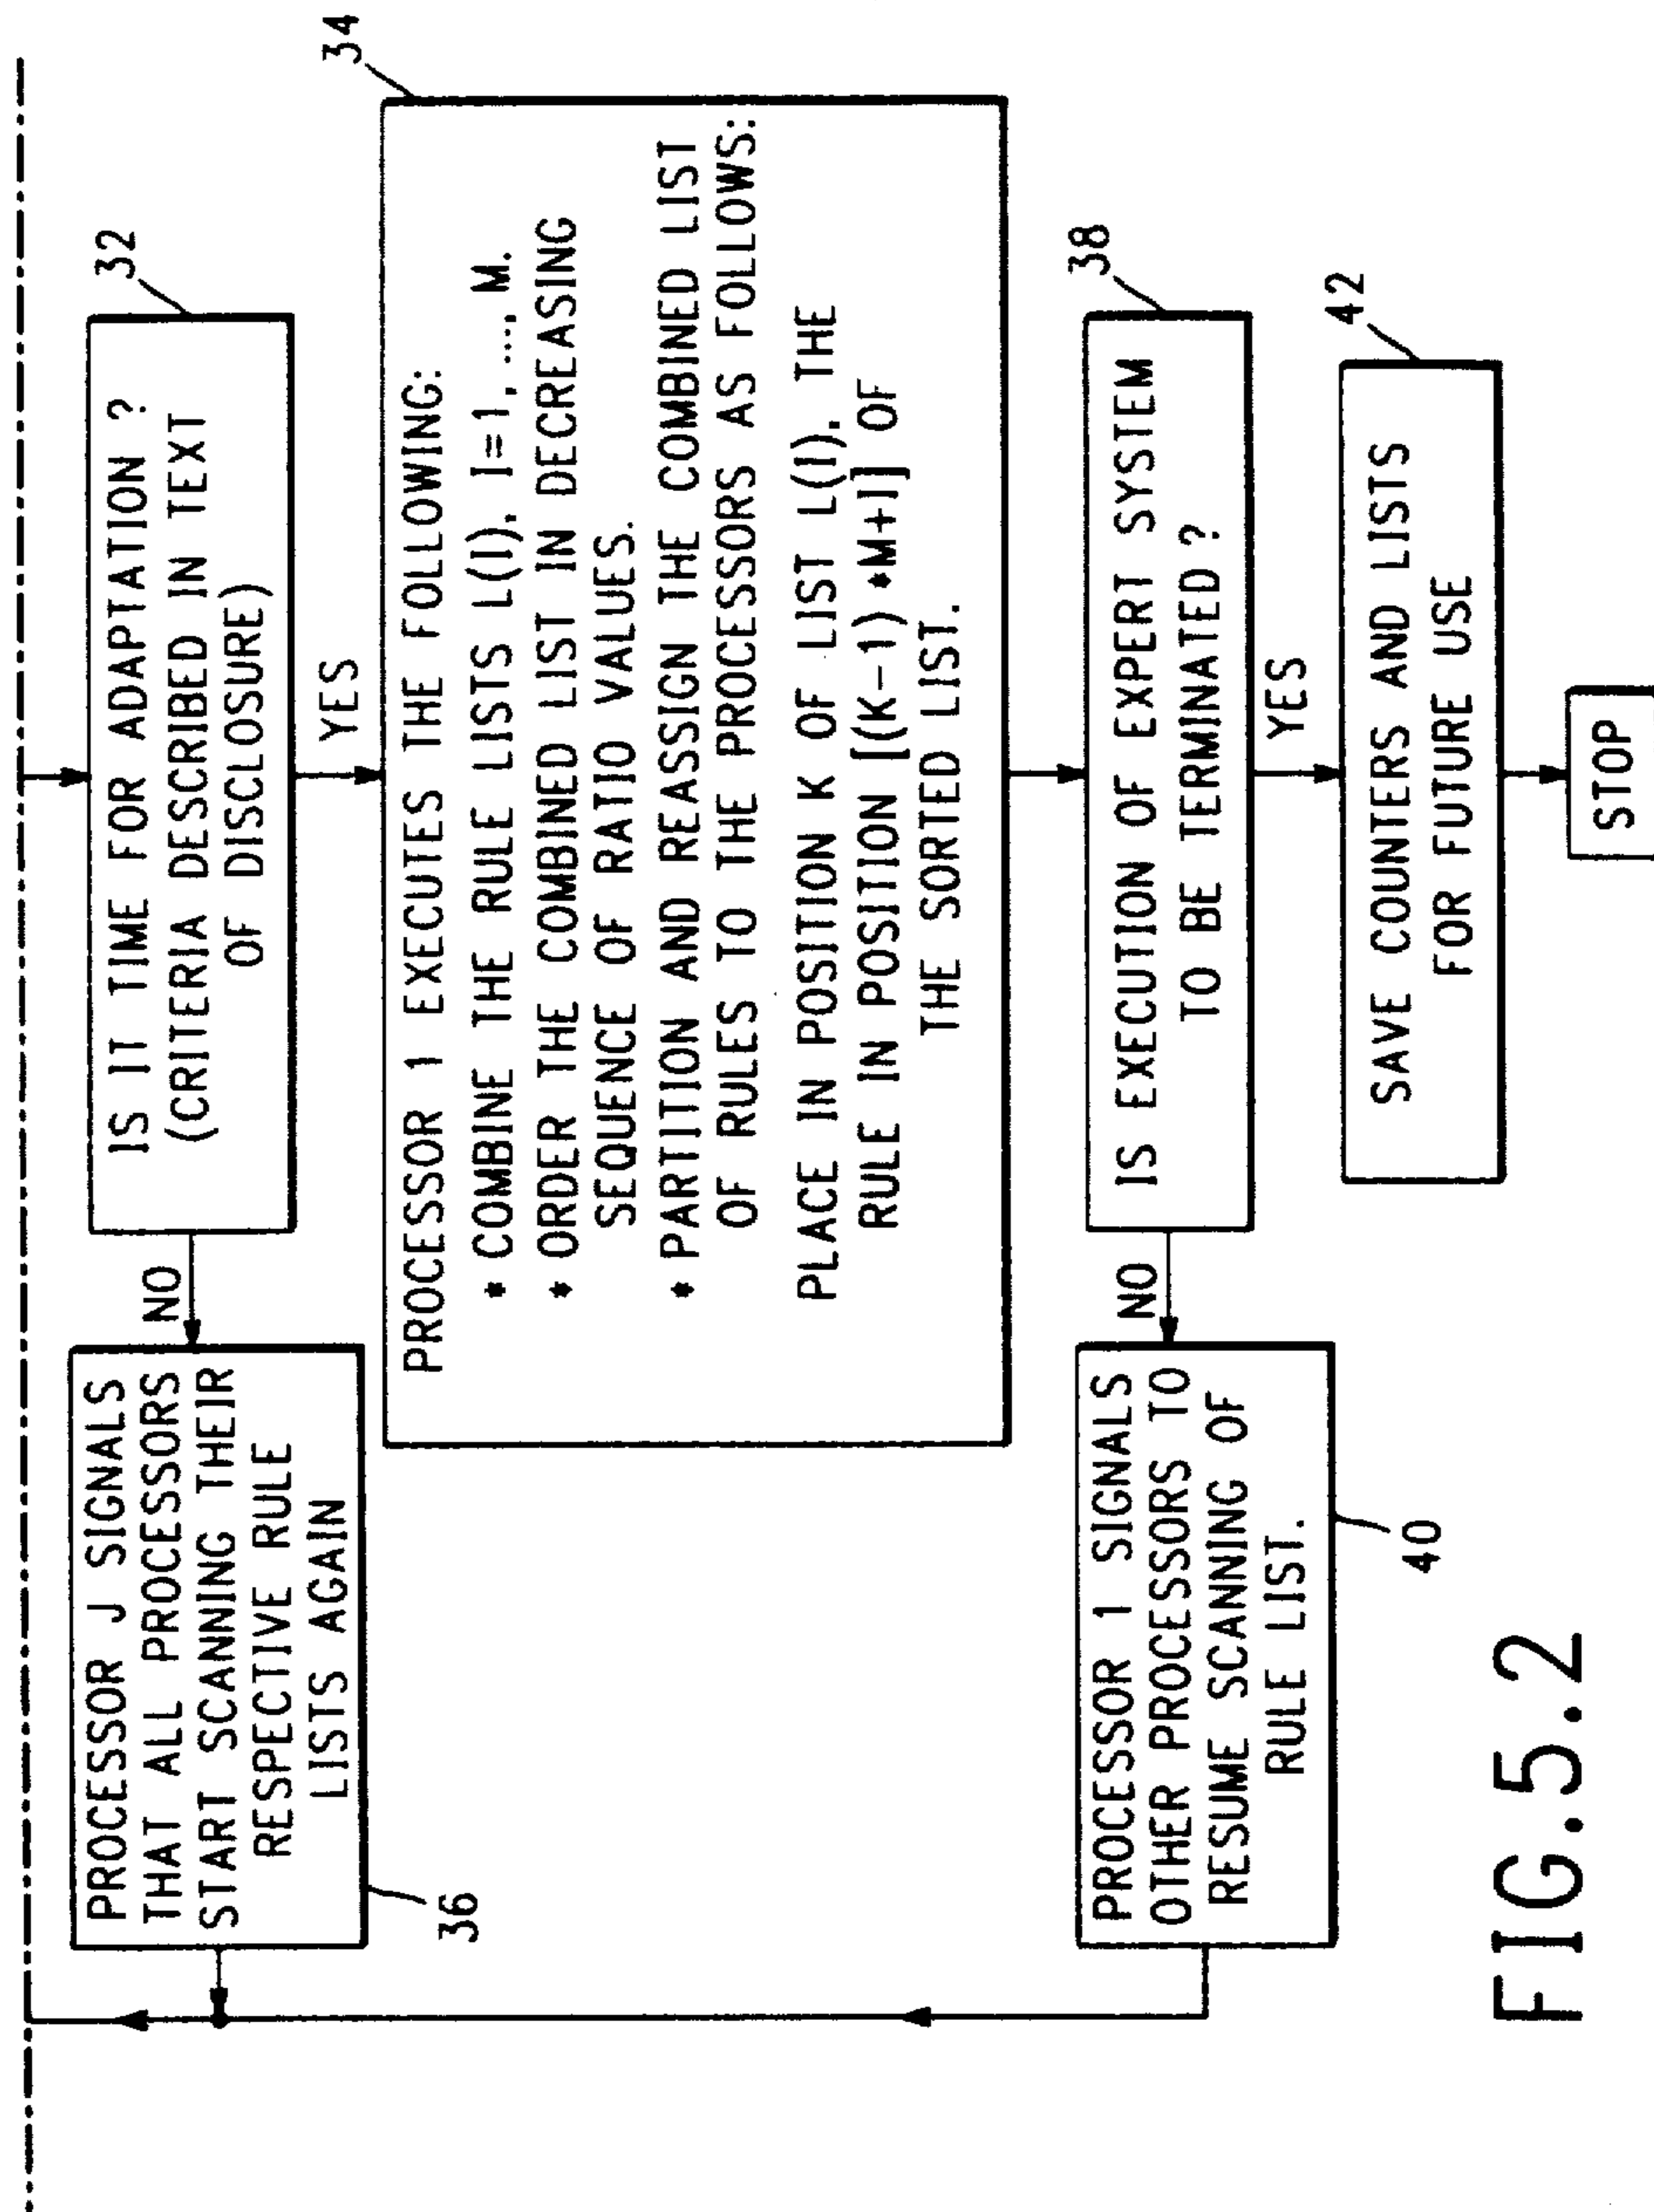 32
IS IT TIME FOR ADAPTATION ?
(CRITERIA DESCRIBED IN TEXT
OF DISCLOSURE)
NO
YES
PROCESSOR J SIGNALS
THAT ALL PROCESSORS
START SCANNING THEIR
RESPECTIVE RULE
LISTS AGAIN
36
34
PROCESSOR 1 EXECUTES THE FOLLOWING:
* COMBINE THE RULE LISTS L(I), I=1,...., M.
* ORDER THE COMBINED LIST IN DECREASING
SEQUENCE OF RATIO VALUES.
* PARTITION AND REASSIGN THE COMBINED LIST
OF RULES TO THE PROCESSORS AS FOLLOWS:
PLACE IN POSITION K OF LIST L(I), THE
RULE IN POSITION [(K-1) *M+I] OF
THE SORTED LIST.
38
IS EXECUTION OF EXPERT SYSTEM
TO BE TERMINATED ?
NO
YES
PROCESSOR 1 SIGNALS
OTHER PROCESSORS TO
RESUME SCANNING OF
RULE LIST.
40
42
SAVE COUNTERS AND LISTS
FOR FUTURE USE
STOP
FIG.5.2